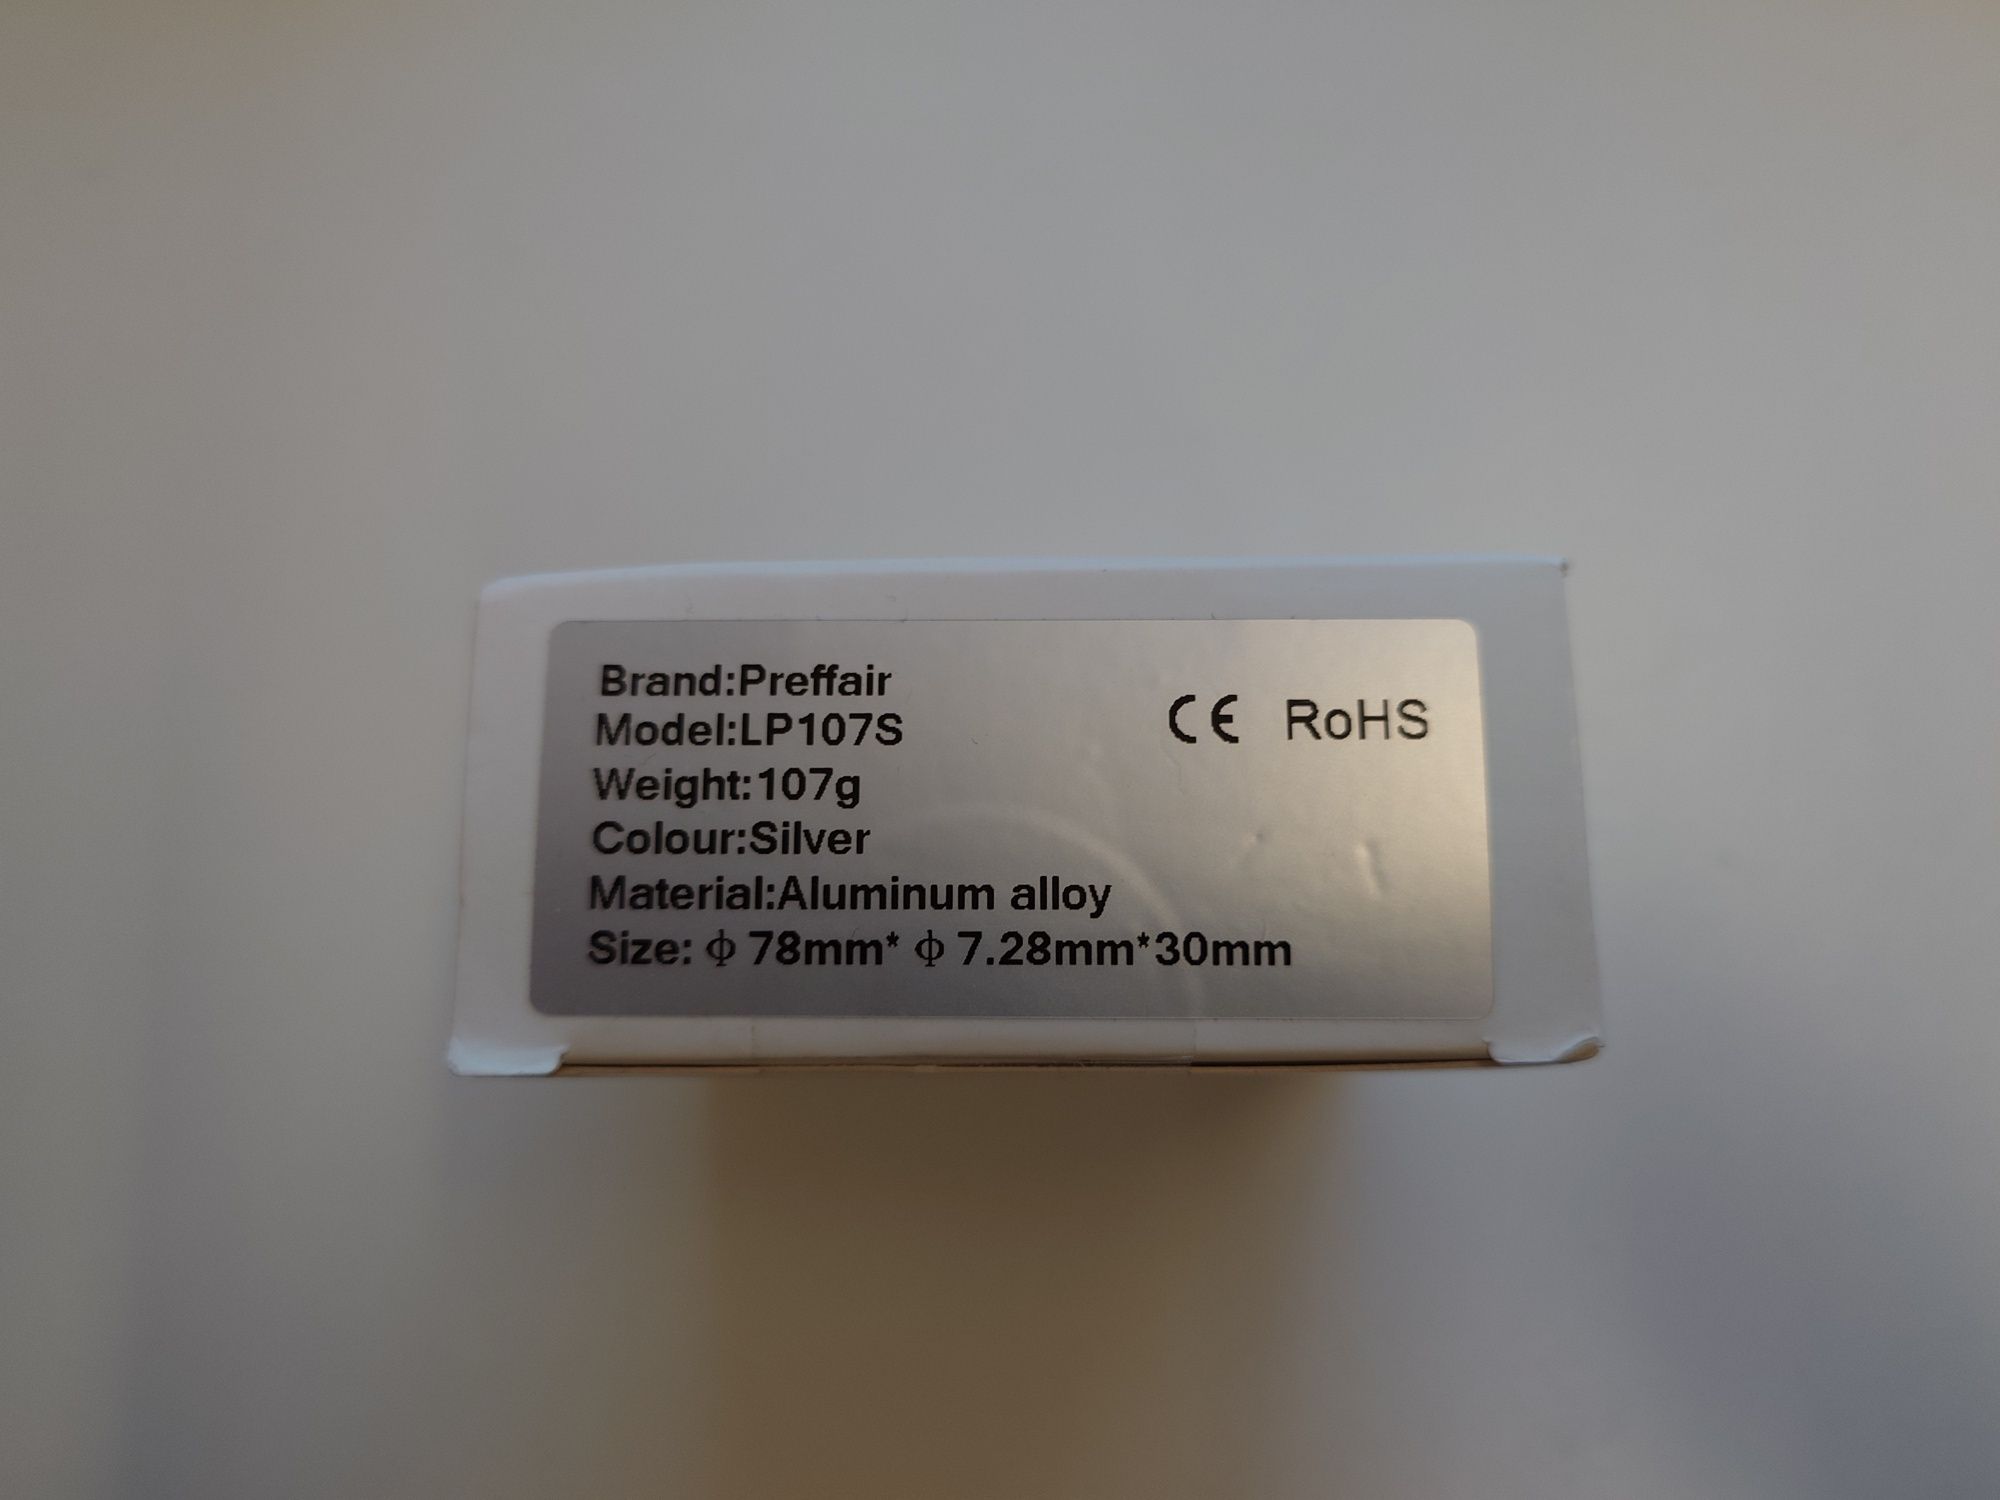 Brand:Preffair
Model:LP107S
CE RoHS
Weight:107g
Colour:Silver
Material:Aluminum alloy
Size: ϕ 78mm* ϕ 7.28mm*30mm